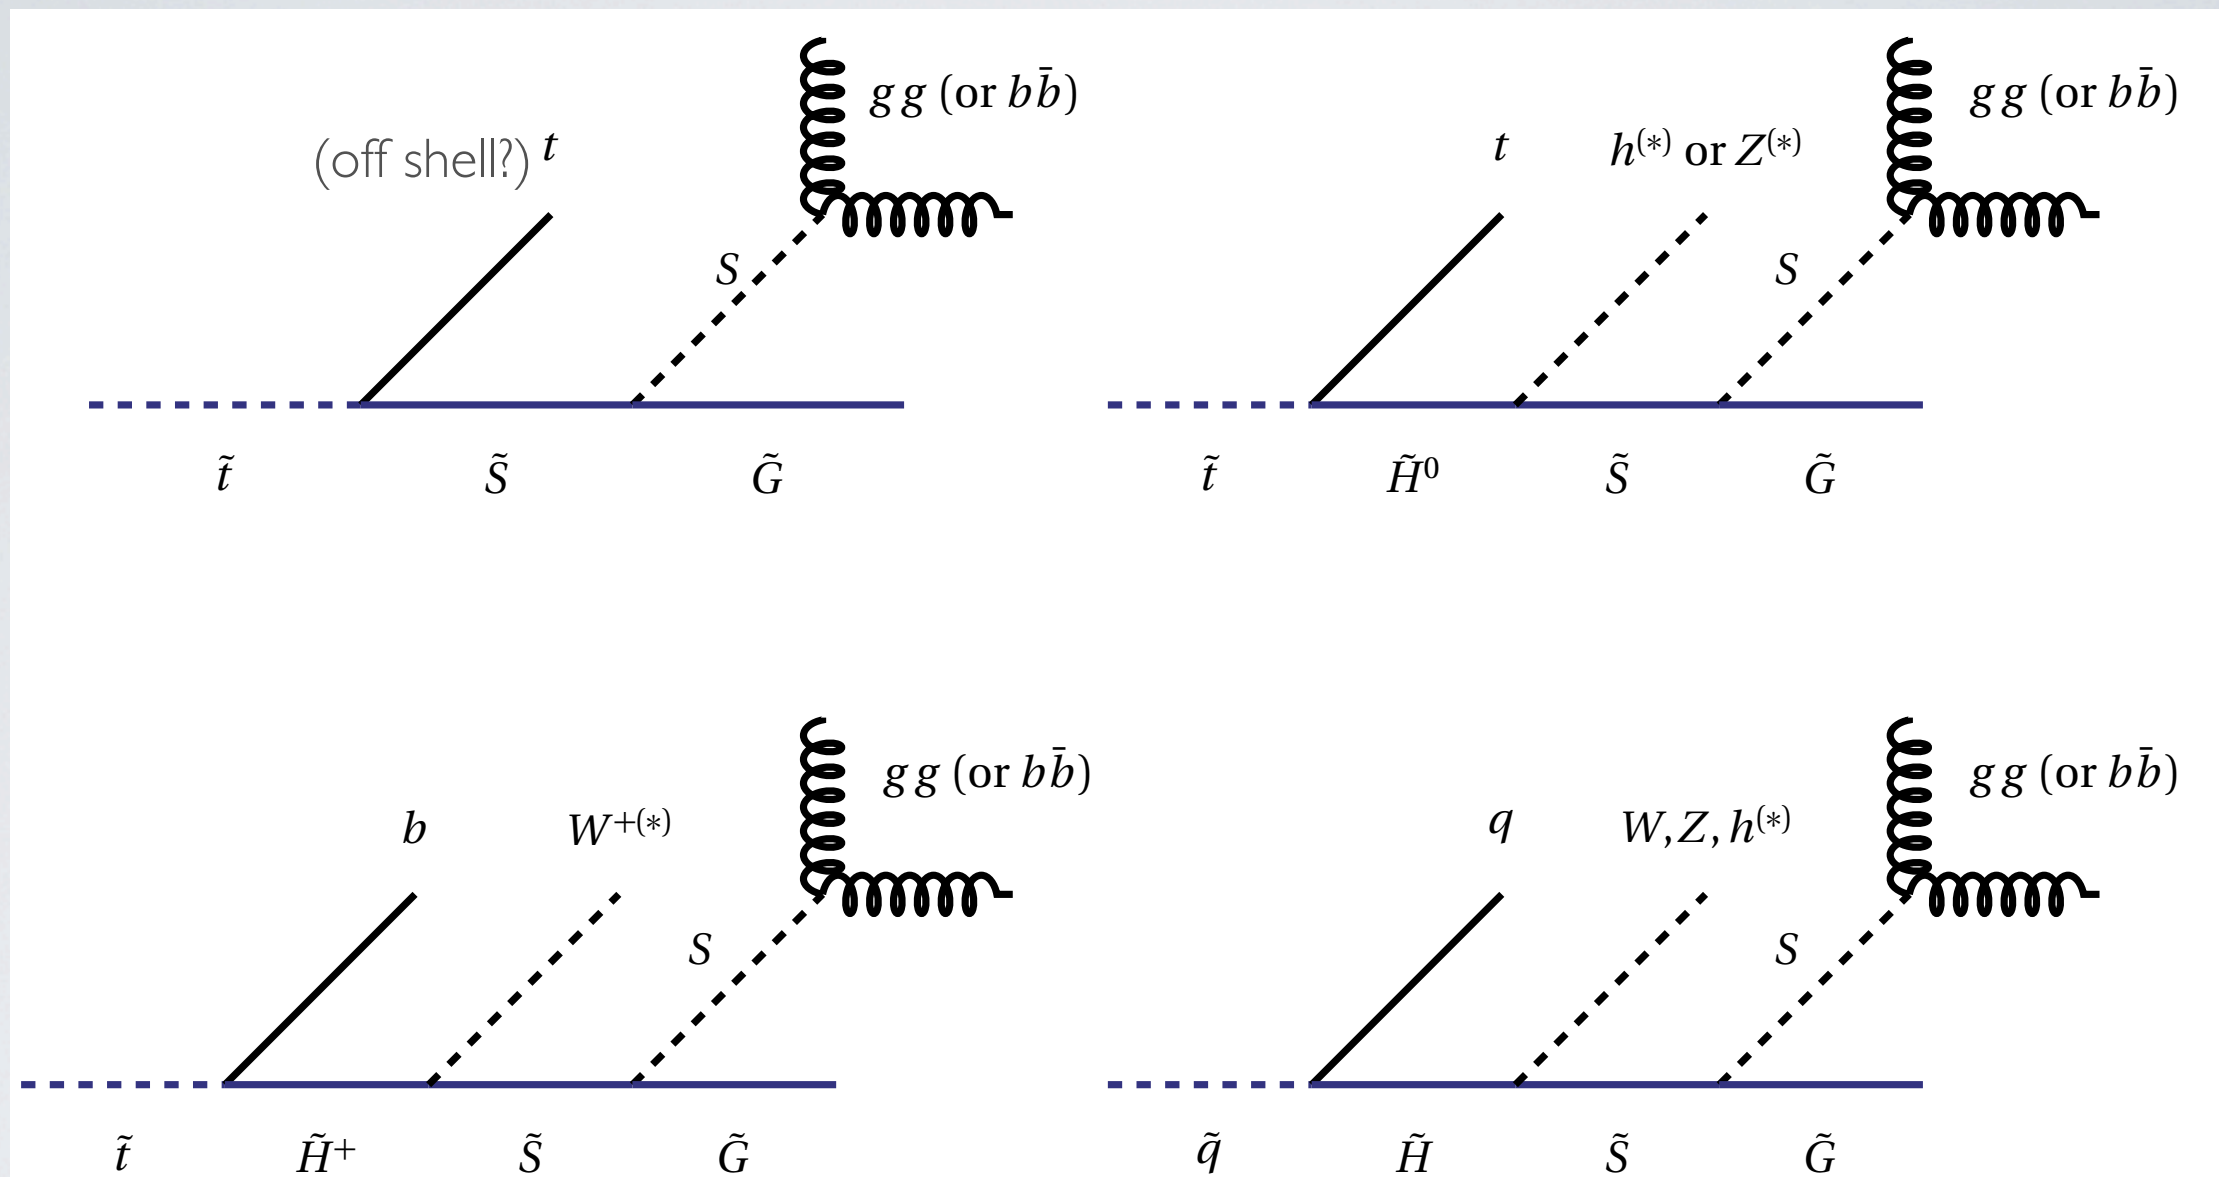 g g (or b b̄)
(off shell?) t
S
t̃ S̃ G̃
g g (or b b̄)
t h⁽*⁾ or Z⁽*⁾
S
t̃ H̃⁰ S̃ G̃
g g (or b b̄)
b W⁺⁽*⁾
S
t̃ H̃⁺ S̃ G̃
g g (or b b̄)
q W, Z, h⁽*⁾
S
q̃ H̃ S̃ G̃